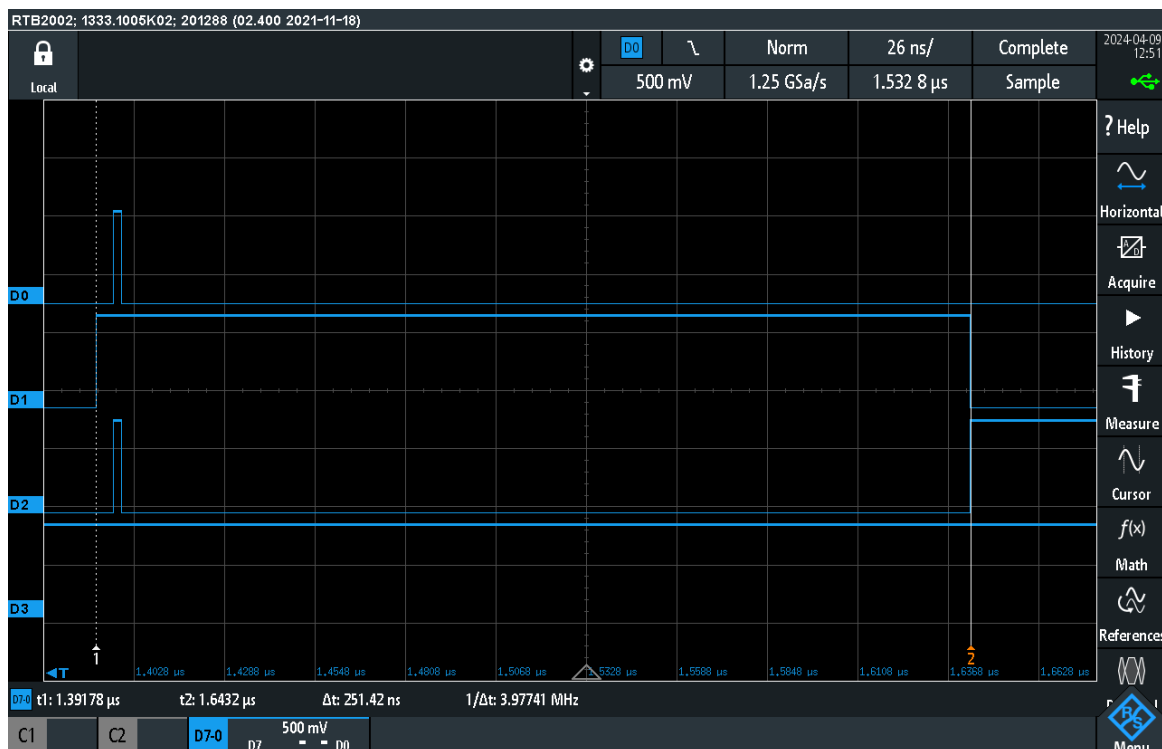 RTB2002; 1333.1005K02; 201288 (02.400 2021-11-18)
Local
D0 Norm 26 ns/ Complete
500 mV 1.25 GSa/s 1.532 8 µs Sample
2024-04-09
12:51
? Help
Horizontal
A D
Acquire
History
Measure
Cursor
f(x)
Math
References
D0
D1
D2
D3
1
2
T 1.4028 µs 1.4288 µs 1.4548 µs 1.4808 µs 1.5068 µs 5328 µs 1.5588 µs 1.5848 µs 1.6108 µs 1.6368 µs 1.6628 µs
D7-0 t1: 1.39178 µs t2: 1.6432 µs Δt: 251.42 ns 1/Δt: 3.97741 MHz
C1 C2 D7-0 500 mV
D7 D0
R&S
Menu